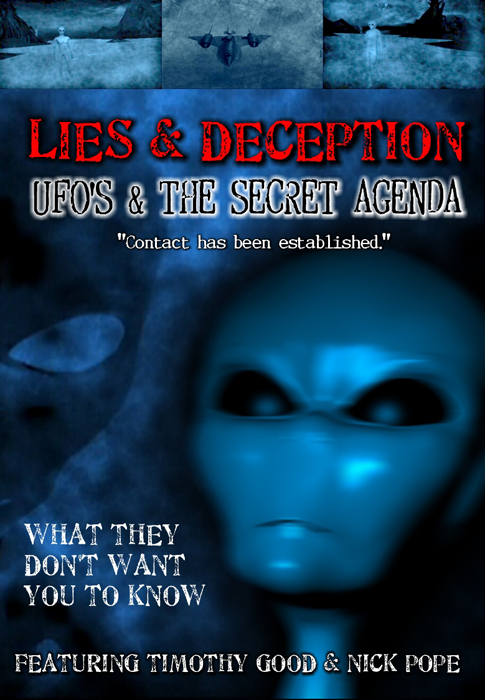 LIES & DECEPTION
UFO'S & THE SECRET AGENDA
"Contact has been established."
WHAT THEY
DON'T WANT
YOU TO KNOW
FEATURING TIMOTHY GOOD & NICK POPE